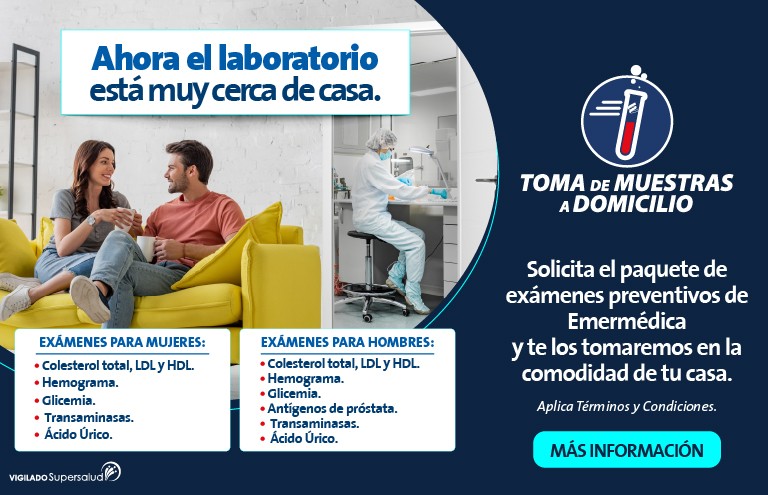 Ahora el laboratorio
está muy cerca de casa.
TOMA DE MUESTRAS
A DOMICILIO
Solicita el paquete de
exámenes preventivos de
Emermédica
y te los tomaremos en la
comodidad de tu casa.
Aplica Términos y Condiciones.
MÁS INFORMACIÓN
EXÁMENES PARA MUJERES:
• Colesterol total, LDL y HDL.
• Hemograma.
• Glicemia.
• Transaminasas.
• Ácido Úrico.
EXÁMENES PARA HOMBRES:
• Colesterol total, LDL y HDL.
• Hemograma.
• Glicemia.
• Antígenos de próstata.
• Transaminasas.
• Ácido Úrico.
VIGILADO Supersalud